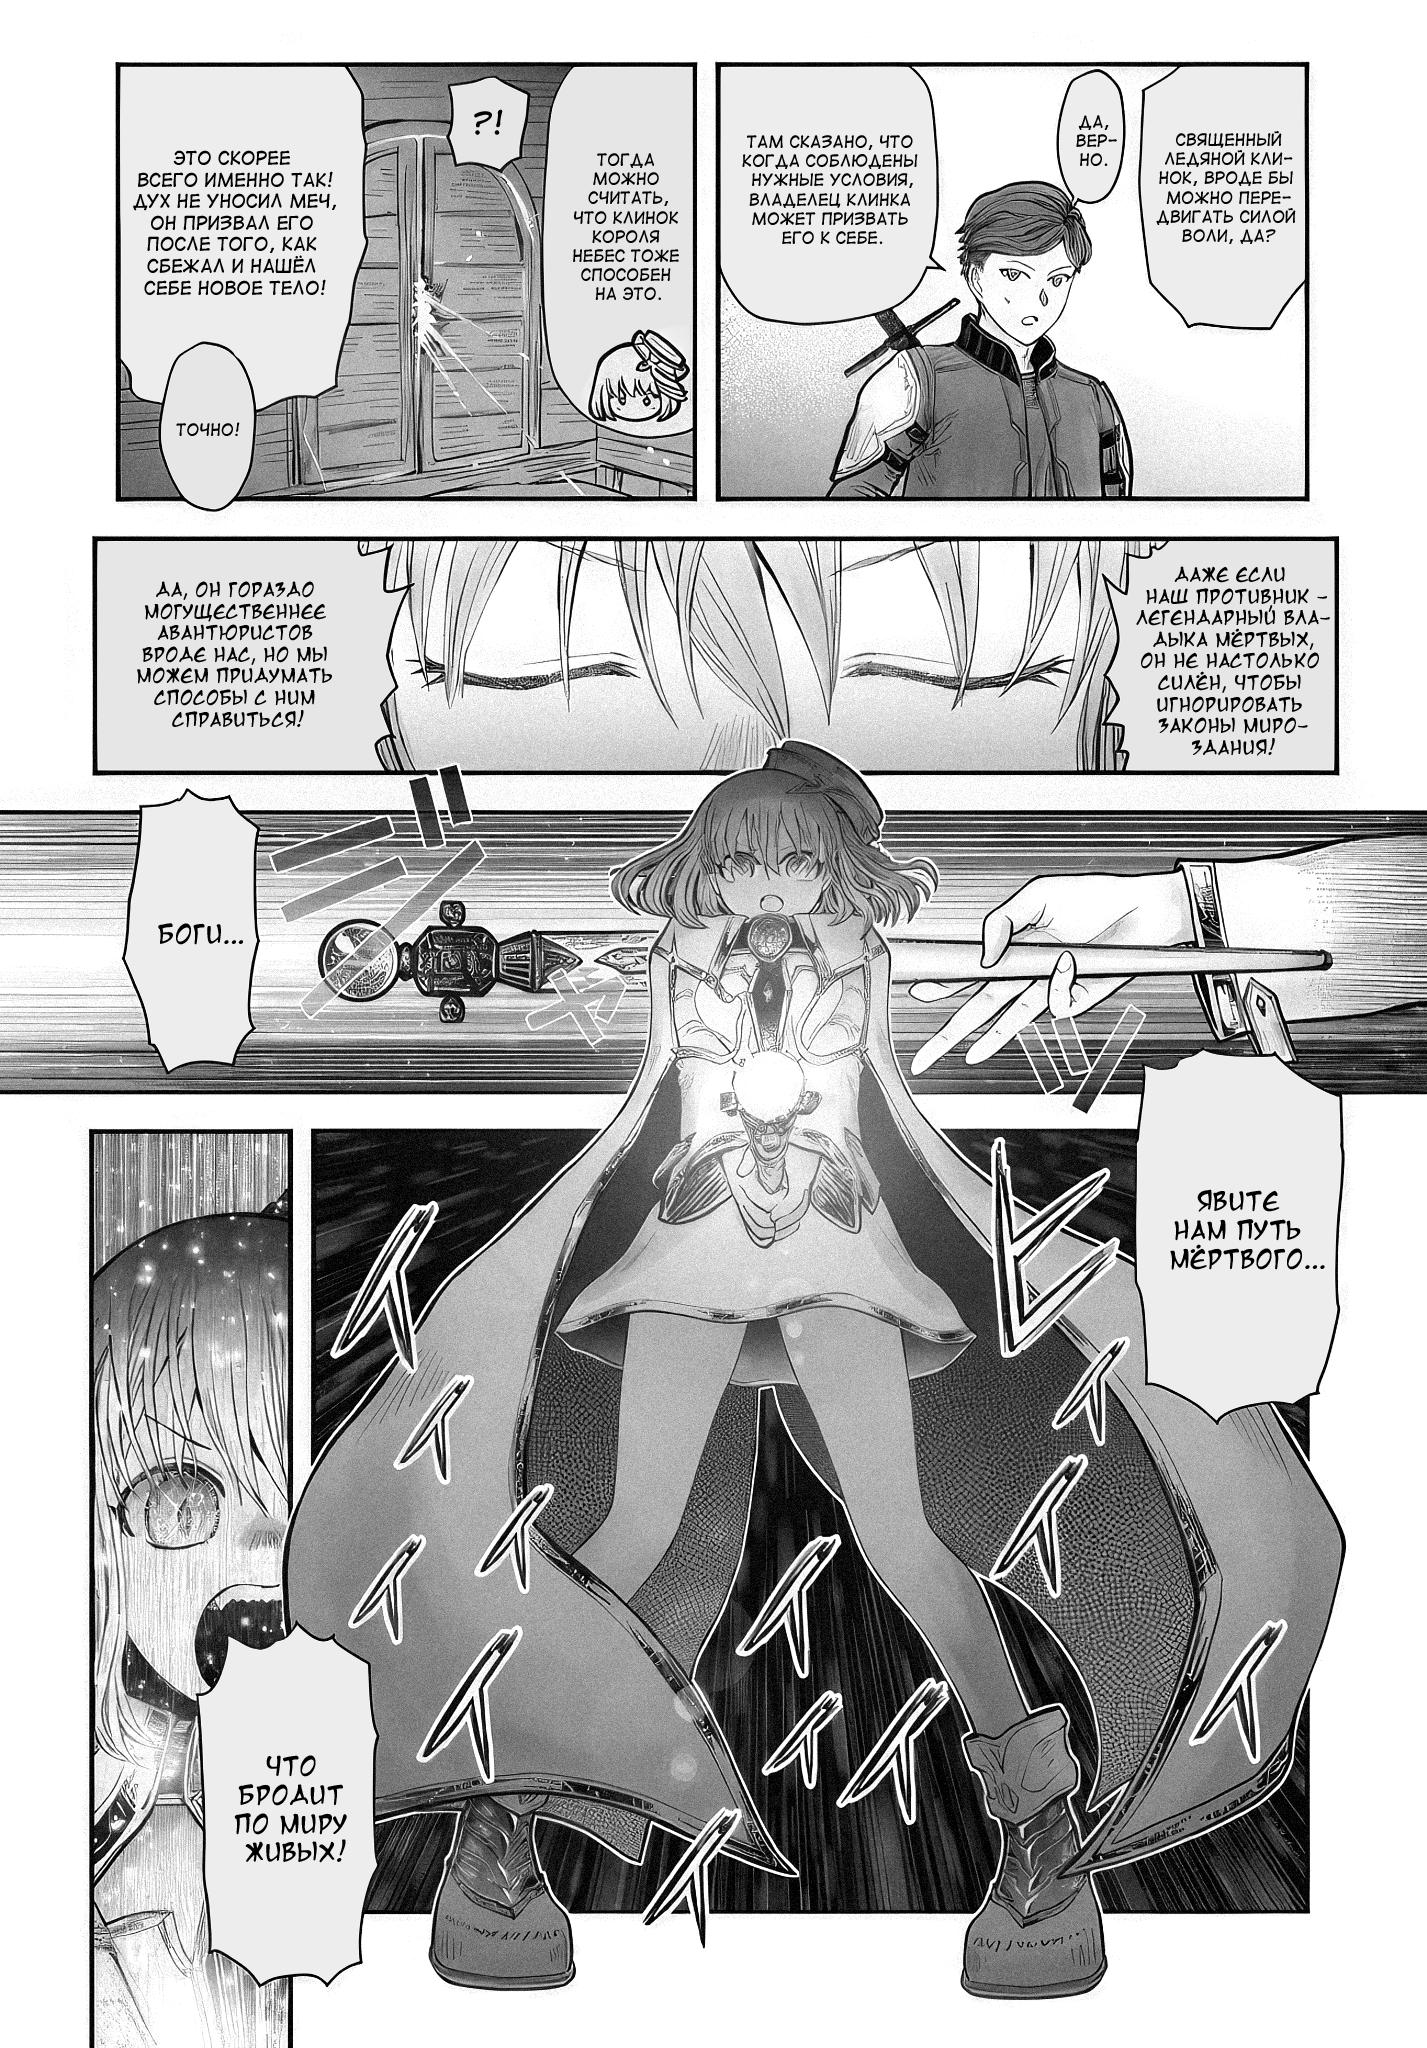 СВЯЩЕННЫЙ
ЛЕДЯНОЙ КЛИ-
НОК, ВРОДЕ БЫ
МОЖНО ПЕРЕ-
ДВИГАТЬ СИЛОЙ
ВОЛИ, ДА?
ДА,
ВЕР-
НО.
ТАМ СКАЗАНО, ЧТО
КОГДА СОБЛЮДЕНЫ
НУЖНЫЕ УСЛОВИЯ,
ВЛАДЕЛЕЦ КЛИНКА
МОЖЕТ ПРИЗВАТЬ
ЕГО К СЕБЕ.
ТОГДА
МОЖНО
СЧИТАТЬ,
ЧТО КЛИНОК
КОРОЛЯ
НЕБЕС ТОЖЕ
СПОСОБЕН
НА ЭТО.
?!
ЭТО СКОРЕЕ
ВСЕГО ИМЕННО ТАК!
ДУХ НЕ УНОСИЛ МЕЧ,
ОН ПРИЗВАЛ ЕГО
ПОСЛЕ ТОГО, КАК
СБЕЖАЛ И НАШЁЛ
СЕБЕ НОВОЕ ТЕЛО!
ТОЧНО!
ДАЖЕ ЕСЛИ
НАШ ПРОТИВНИК –
ЛЕГЕНДАРНЫЙ ВЛА-
ДЫКА МЁРТВЫХ,
ОН НЕ НАСТОЛЬКО
СИЛЁН, ЧТОБЫ
ИГНОРИРОВАТЬ
ЗАКОНЫ МИРО-
ЗДАНИЯ!
ДА, ОН ГОРАЗДО
МОГУЩЕСТВЕННЕЕ
АВАНТЮРИСТОВ
ВРОДЕ НАС, НО МЫ
МОЖЕМ ПРИДУМАТЬ
СПОСОБЫ С НИМ
СПРАВИТЬСЯ!
БОГИ...
ЯВИТЕ
НАМ ПУТЬ
МЁРТВОГО...
ЧТО
БРОДИТ
ПО МИРУ
ЖИВЫХ!